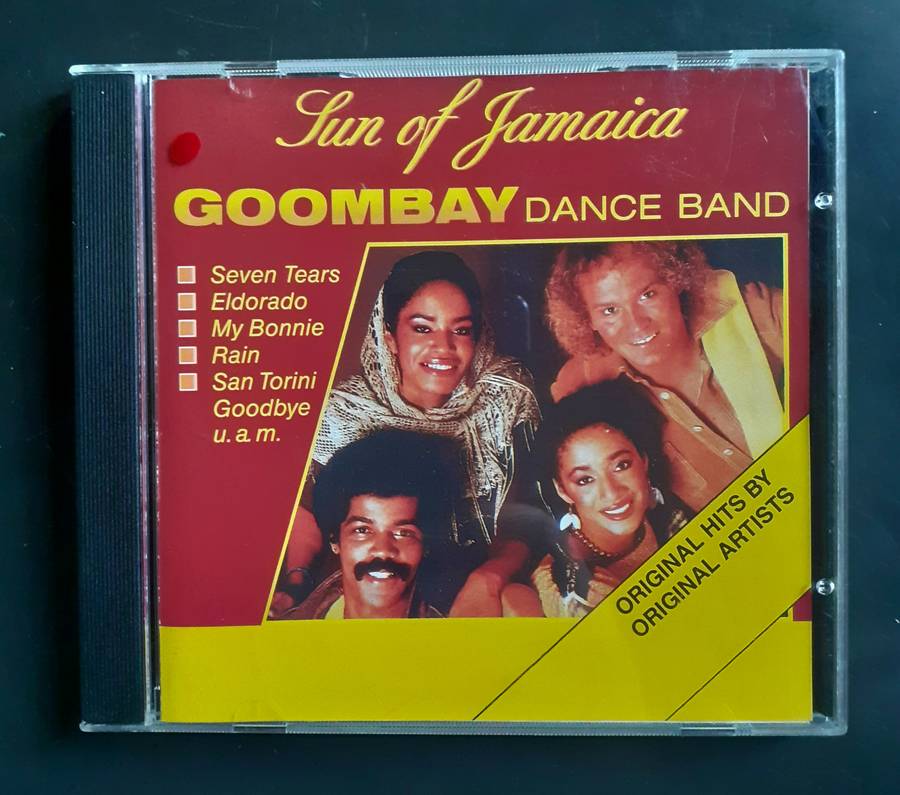 Sun of Jamaica
GOOMBAY DANCE BAND
Seven Tears
Eldorado
My Bonnie
Rain
San Torini
Goodbye
u. a. m.
ORIGINAL HITS BY
ORIGINAL ARTISTS